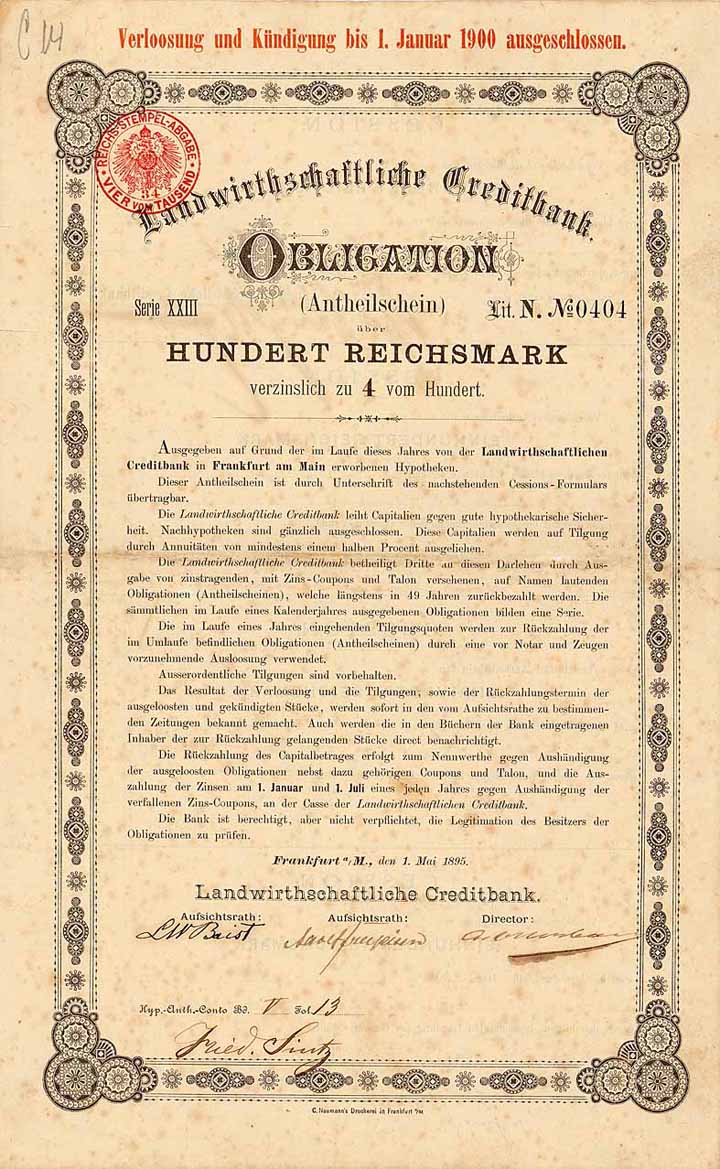 C 14
Verloosung und Kündigung bis 1. Januar 1900 ausgeschlossen.
REICHS-STEMPEL-ABGABE
34
VIER VOM TAUSEND
Landwirthschaftliche Creditbank.
OBLIGATION
Serie XXIII
(Antheilschein)
Lit. N. No 0404
über
HUNDERT REICHSMARK
verzinslich zu 4 vom Hundert.
Ausgegeben auf Grund der im Laufe dieses Jahres von der Landwirthschaftlichen
Creditbank in Frankfurt am Main erworbenen Hypotheken.
Dieser Antheilschein ist durch Unterschrift des nachstehenden Cessions-Formulars
übertragbar.
Die Landwirthschaftliche Creditbank leiht Capitalien gegen gute hypothekarische Sicher-
heit. Nachhypotheken sind gänzlich ausgeschlossen. Diese Capitalien werden auf Tilgung
durch Annuitäten von mindestens einem halben Procent ausgeliehen.
Die Landwirthschaftliche Creditbank betheiligt Dritte an diesen Darlehen durch Aus-
gabe von zinstragenden, mit Zins-Coupons und Talon versehenen, auf Namen lautenden
Obligationen (Antheilscheinen), welche längstens in 49 Jahren zurückbezahlt werden. Die
sämmtlichen im Laufe eines Kalenderjahres ausgegebenen Obligationen bilden eine Serie.
Die im Laufe eines Jahres eingehenden Tilgungsquoten werden zur Rückzahlung der
im Umlaufe befindlichen Obligationen (Antheilscheinen) durch eine vor Notar und Zeugen
vorzunehmende Ausloosung verwendet.
Ausserordentliche Tilgungen sind vorbehalten.
Das Resultat der Verloosung und die Tilgungen, sowie der Rückzahlungstermin der
ausgeloosten und gekündigten Stücke, werden sofort in den vom Aufsichtsrathe zu bestimmen-
den Zeitungen bekannt gemacht. Auch werden die in den Büchern der Bank eingetragenen
Inhaber der zur Rückzahlung gelangenden Stücke direct benachrichtigt.
Die Rückzahlung des Capitalbetrages erfolgt zum Nennwerthe gegen Aushändigung
der ausgeloosten Obligationen nebst dazu gehörigen Coupons und Talon, und die Aus-
zahlung der Zinsen am 1. Januar und 1. Juli eines jeden Jahres gegen Aushändigung der
verfallenen Zins-Coupons, an der Casse der Landwirthschaftlichen Creditbank.
Die Bank ist berechtigt, aber nicht verpflichtet, die Legitimation des Besitzers der
Obligationen zu prüfen.
Frankfurt a/M., den 1. Mai 1895.
Landwirthschaftliche Creditbank.
Aufsichtsrath: Aufsichtsrath: Director:
Hyp.-Anth.-Conto Bd. V Fol 13
Fried. Sintz
C. Naumann's Druckerei in Frankfurt a/M